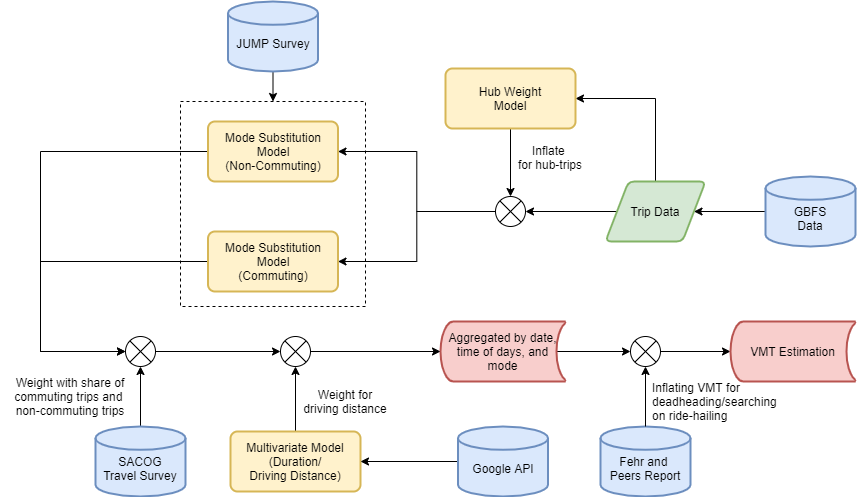 JUMP Survey
Hub Weight
Model
Mode Substitution
Model
(Non-Commuting)
Inflate
for hub-trips
Trip Data
GBFS
Data
Mode Substitution
Model
(Commuting)
Aggregated by date,
time of days, and
mode
VMT Estimation
Weight with share of
commuting trips and
non-commuting trips
Weight for
driving distance
Inflating VMT for
deadheading/searching
on ride-hailing
SACOG
Travel Survey
Multivariate Model
(Duration/
Driving Distance)
Google API
Fehr and
Peers Report